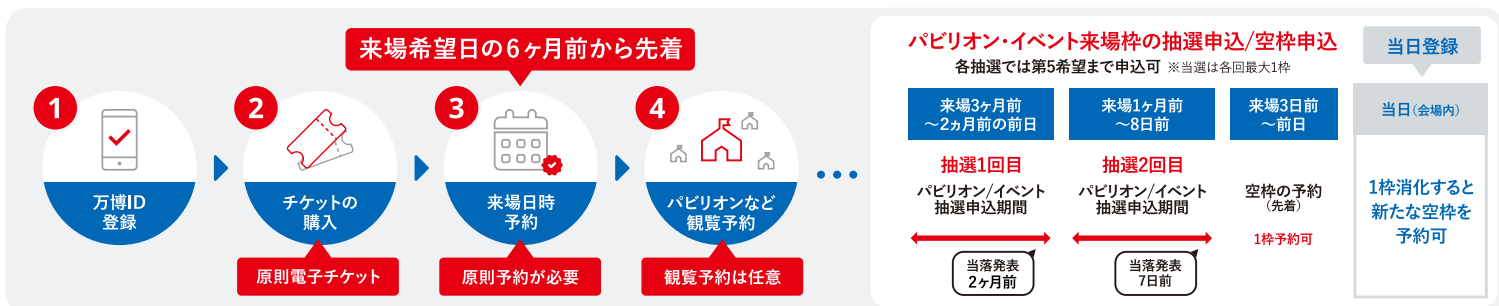 来場希望日の6ヶ月前から先着
1
万博ID
登録
2
チケットの
購入
原則電子チケット
3
来場日時
予約
原則予約が必要
4
パビリオンなど
観覧予約
観覧予約は任意
パビリオン・イベント来場枠の抽選申込/空枠申込
各抽選では第5希望まで申込可 ※当選は各回最大1枠
来場3ヶ月前
～2ヵ月前の前日
抽選1回目
パビリオン/イベント
抽選申込期間
当落発表
2ヶ月前
来場1ヶ月前
～8日前
抽選2回目
パビリオン/イベント
抽選申込期間
当落発表
7日前
来場3日前
～前日
空枠の予約
(先着)
1枠予約可
当日登録
当日(会場内)
1枠消化すると
新たな空枠を
予約可